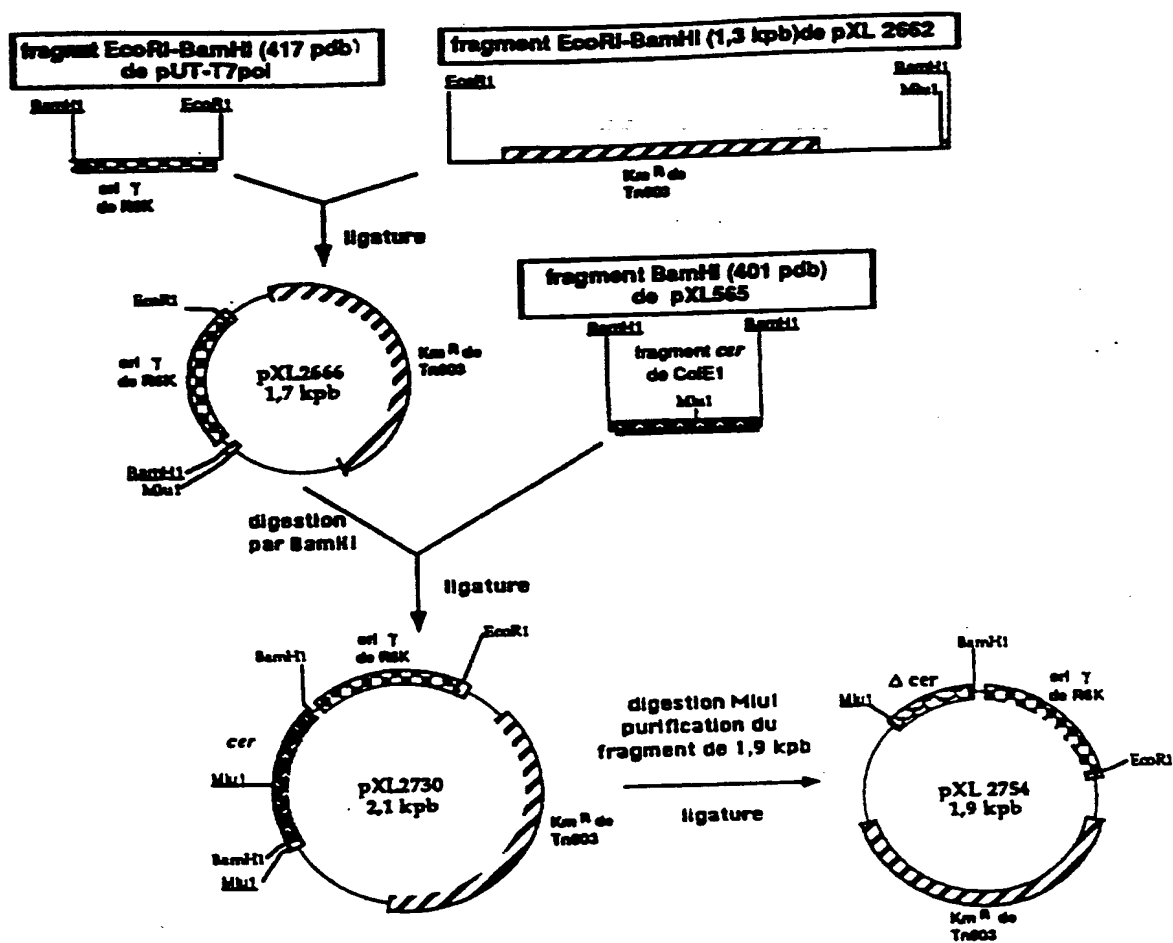 fragment EcoRI-BamHI (417 pdb)
de pUT-T7pol
fragment EcoRI-BamHI (1,3 kpb)de pXL 2662
BamH1
EcoR1
EcoR1
BamH1
Mlu1
ori γ
de R6K
Km R de
Tn903
ligature
fragment BamHI (401 pdb)
de pXL565
BamH1
BamH1
fragment cer
de ColE1
Mlu1
EcoR1
ori γ
de R6K
pXL2666
1,7 kpb
Km R de
Tn903
BamH1
Mlu1
digestion
par BamHI
ligature
BamH1
ori γ
de R6K
EcoR1
cer
Mlu1
pXL2730
2,1 kpb
BamH1
Mlu1
Km R de
Tn903
digestion Mlu1
purification du
fragment de 1,9 kpb
ligature
BamH1
Δ cer
Mlu1
ori γ
de R6K
EcoR1
pXL 2754
1,9 kpb
Km R de
Tn903